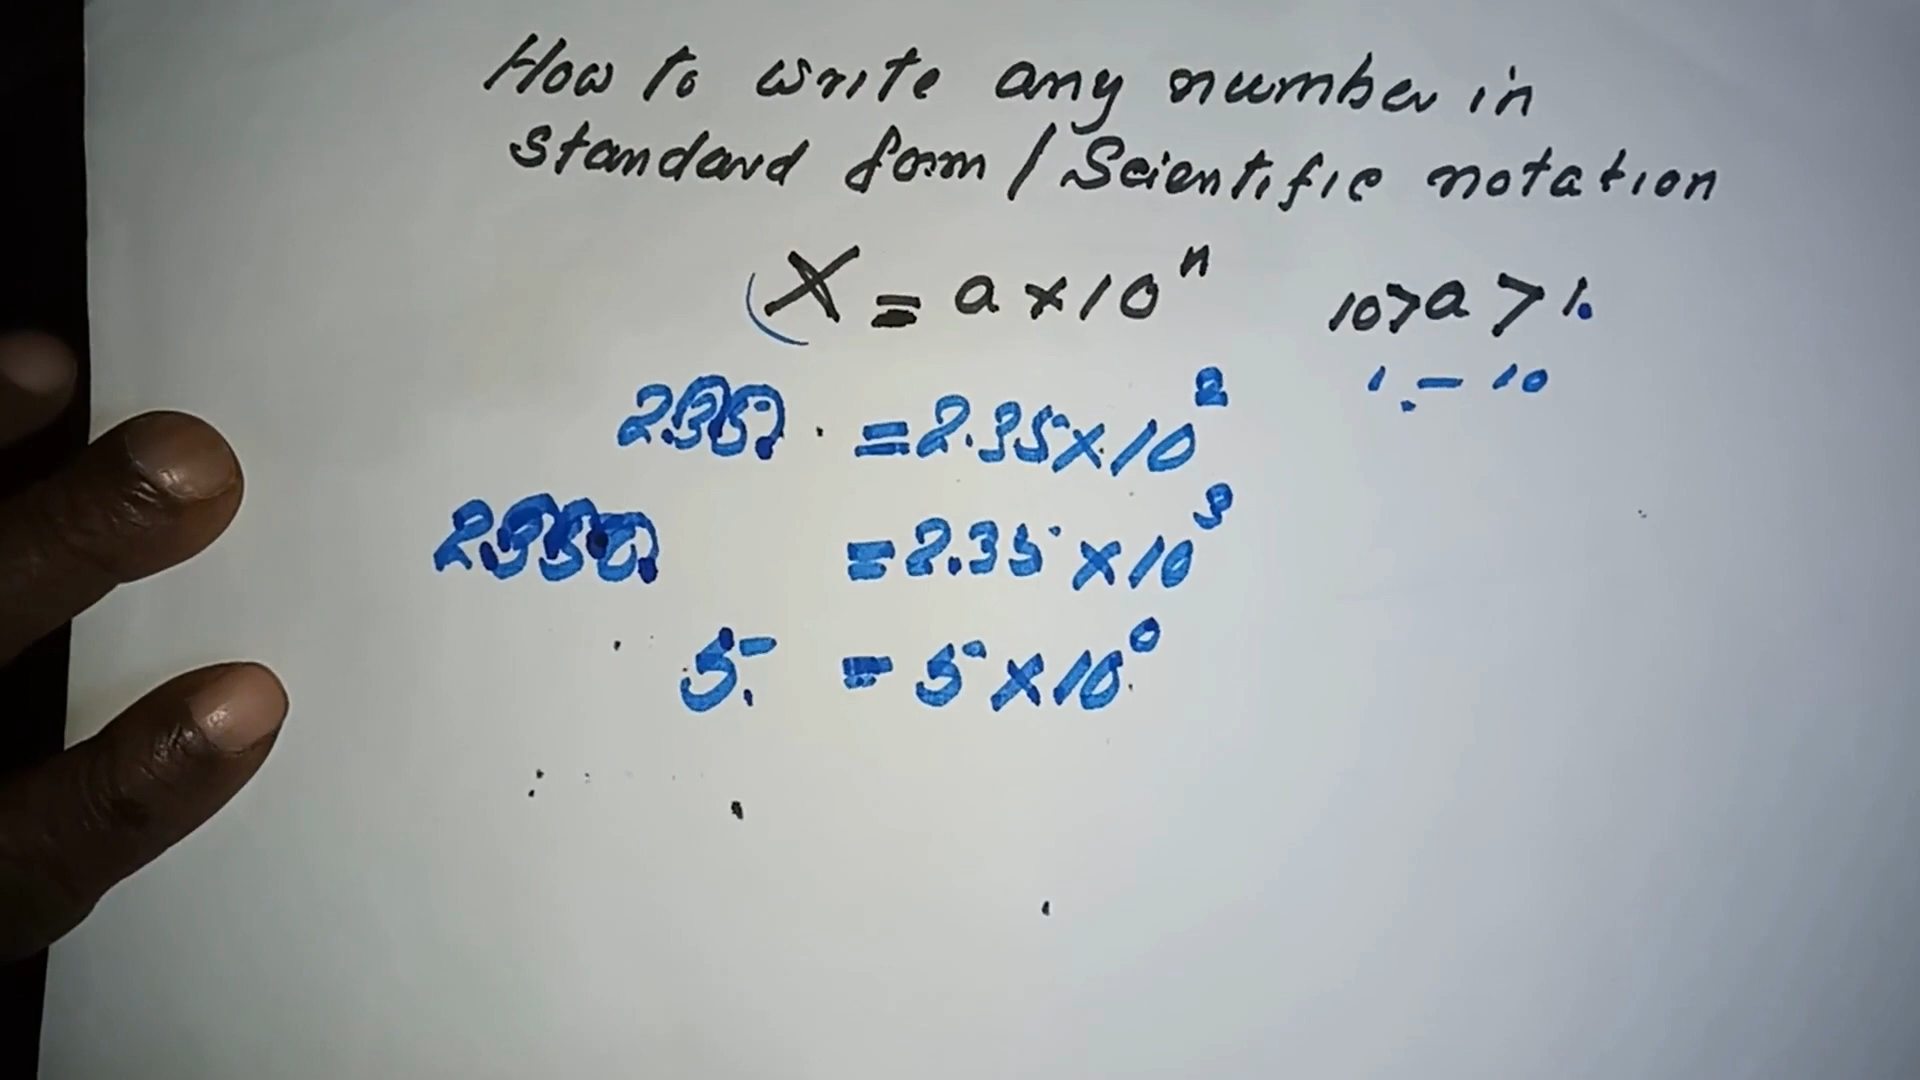 How to write any number in
standard form / Scientific notation
X = a × 10ⁿ 10 > a > 1.
1 - 10
235. = 2.35 × 10²
2350. = 2.35 × 10³
5. = 5 × 10⁰